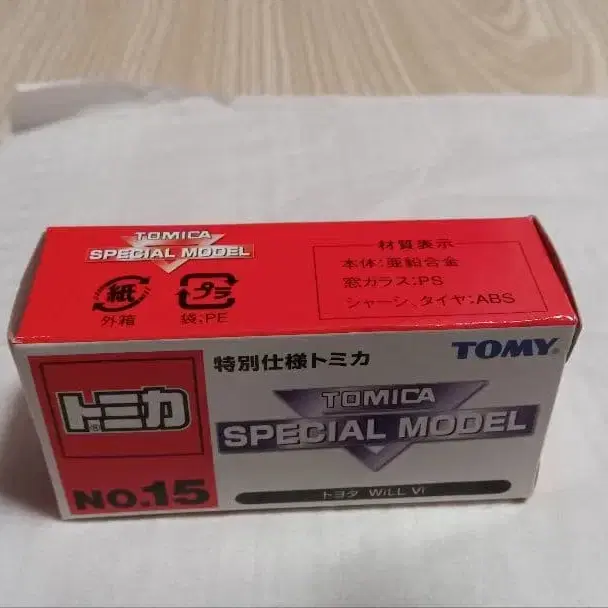 TOMICA
SPECIAL MODEL
紙
外箱
プラ
袋:PE
材質表示
本体:亜鉛合金
窓ガラス:PS
シャーシ、タイヤ:ABS
特別仕様トミカ
TOMY®
トミカ
TOMICA
SPECIAL MODEL
NO.15
トヨタ WiLL Vi